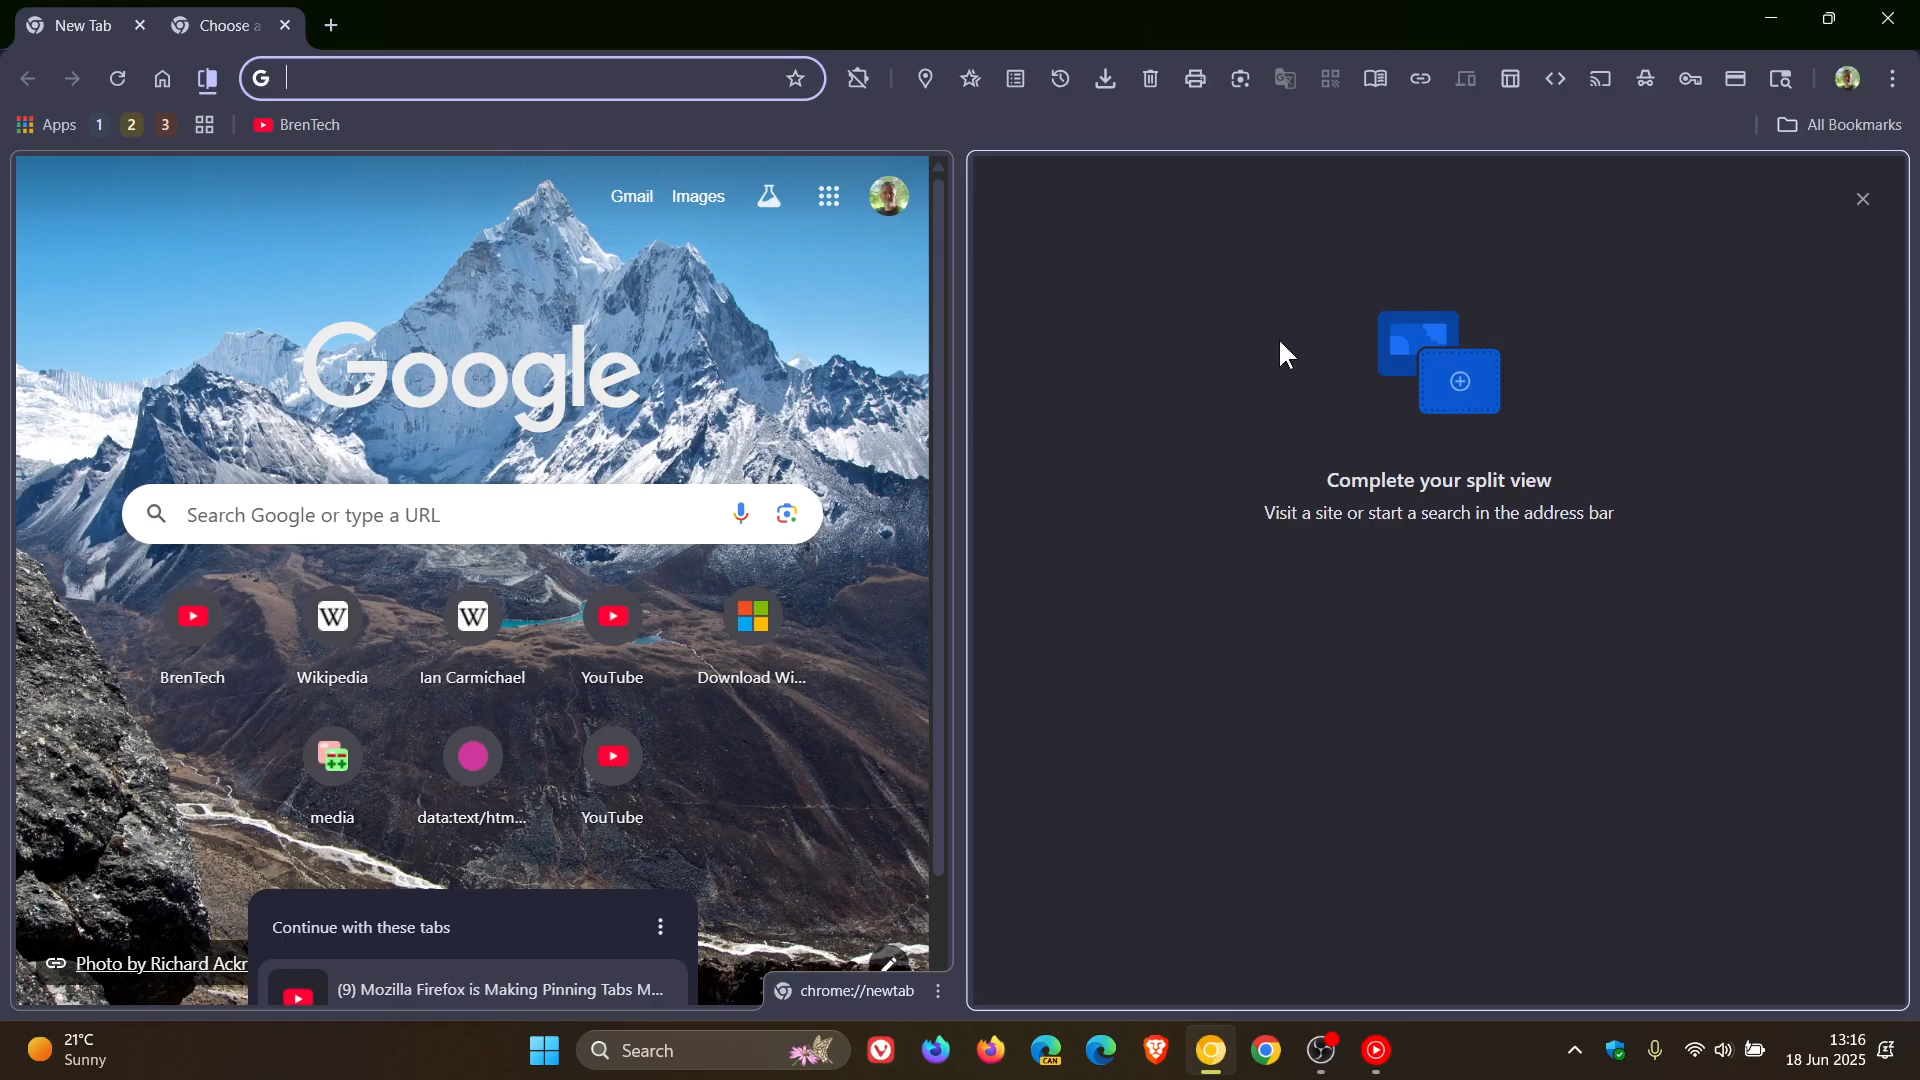 New Tab
Choose a
Apps
1
2
3
BrenTech
All Bookmarks
Gmail
Images
Google
Search Google or type a URL
BrenTech
Wikipedia
Ian Carmichael
YouTube
Download Wi...
media
data:text/htm...
YouTube
Continue with these tabs
(9) Mozilla Firefox is Making Pinning Tabs M...
Photo by Richard Ackr
chrome://newtab
Complete your split view
Visit a site or start a search in the address bar
21°C
Sunny
Search
CAN
13:16
18 Jun 2025